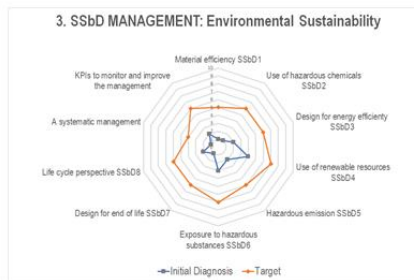 3. SSbD MANAGEMENT: Environmental Sustainability
Material efficiency SSbD1
KPIs to monitor and improve
the management
Use of hazardous chemicals
SSbD2
A systematic management
Design for energy efficienty
SSbD3
Life cycle perspective SSbD8
Use of renewable resources
SSbD4
Design for end of life SSbD7
Hazardous emission SSbD5
Exposure to hazardous
substances SSbD6
Initial Diagnosis
Target